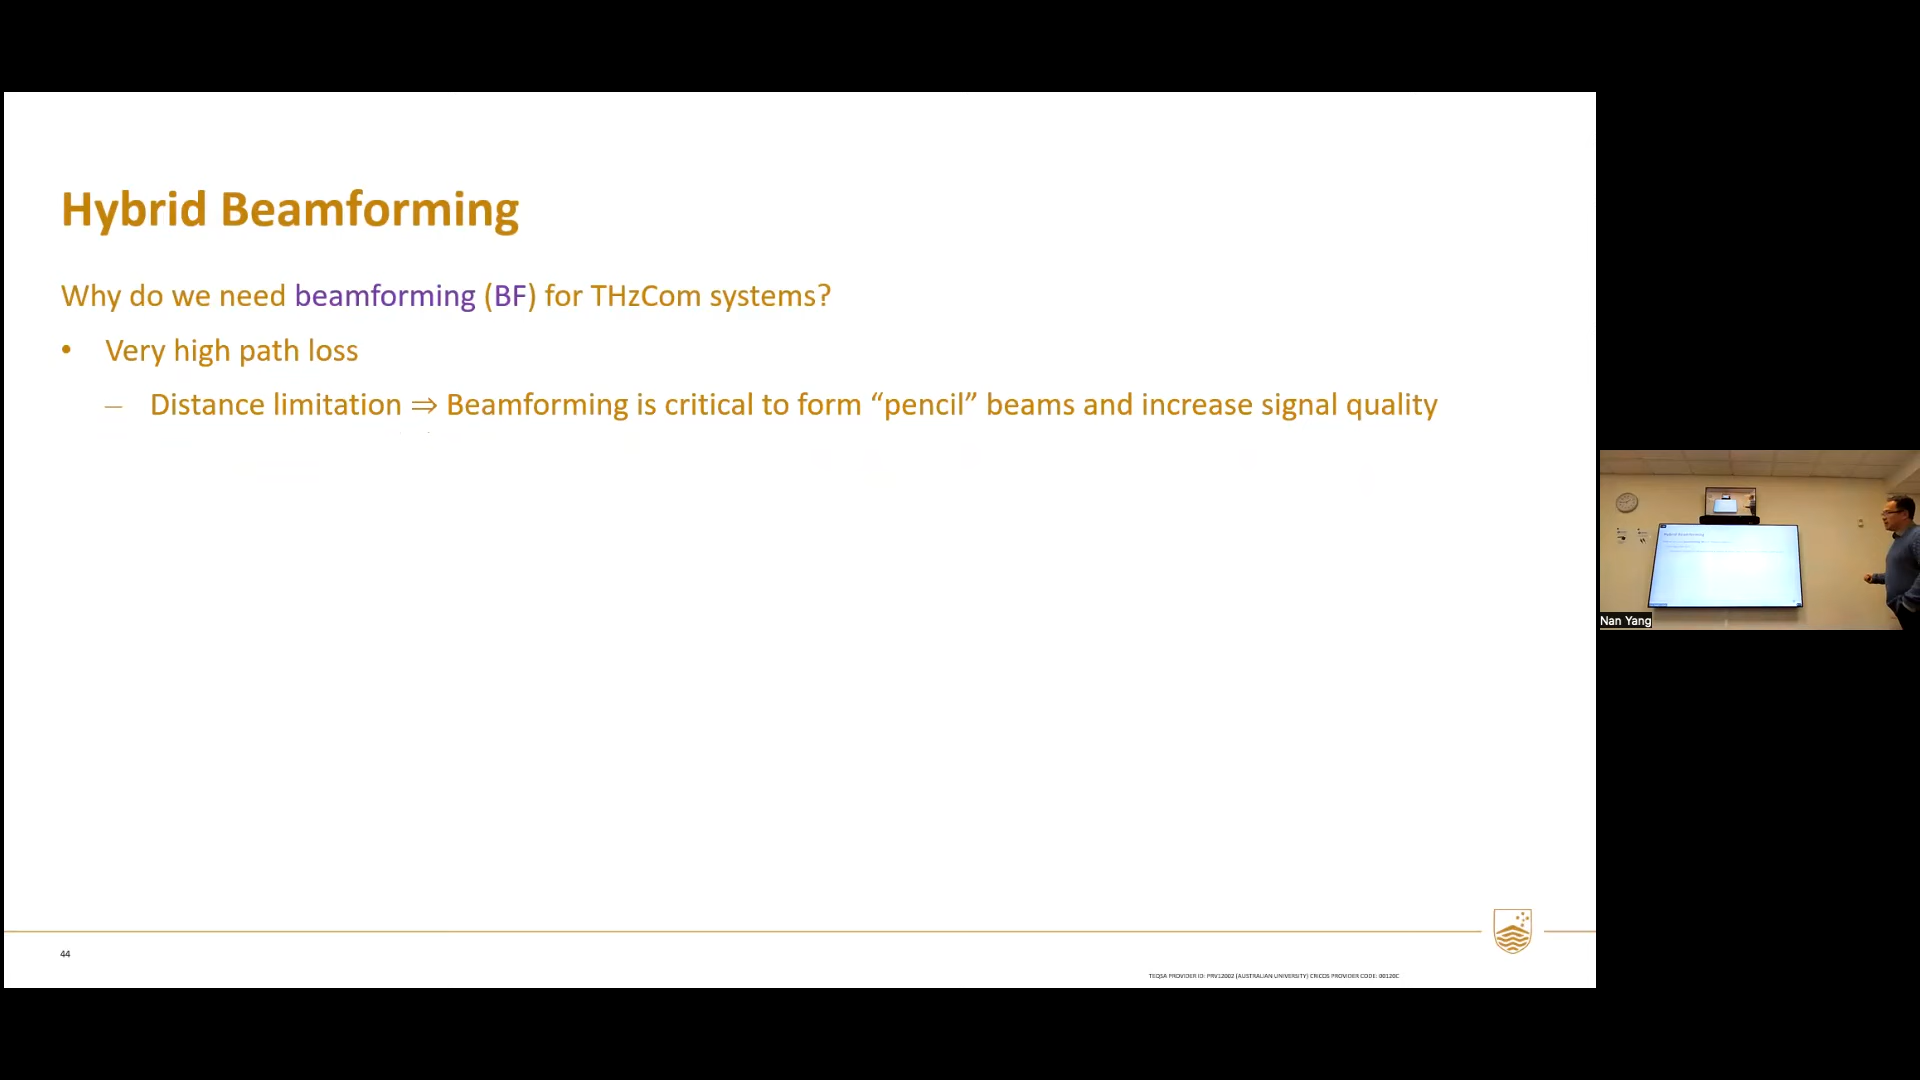 Hybrid Beamforming
Why do we need beamforming (BF) for THzCom systems?
• Very high path loss
– Distance limitation ⇒ Beamforming is critical to form “pencil” beams and increase signal quality
Nan Yang
44
TEQSA PROVIDER ID: PRV12002 (AUSTRALIAN UNIVERSITY) CRICOS PROVIDER CODE: 00120C